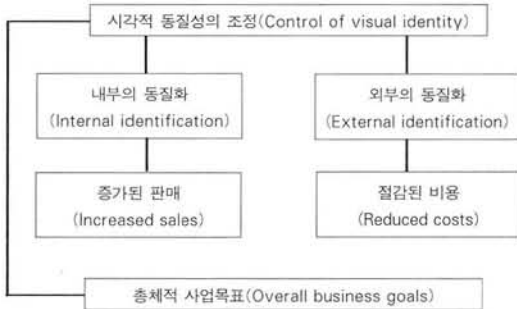 시각적 동질성의 조정(Control of visual identity)
내부의 동질화
(Internal identification)
외부의 동질화
(External identification)
증가된 판매
(Increased sales)
절감된 비용
(Reduced costs)
총체적 사업목표(Overall business goals)